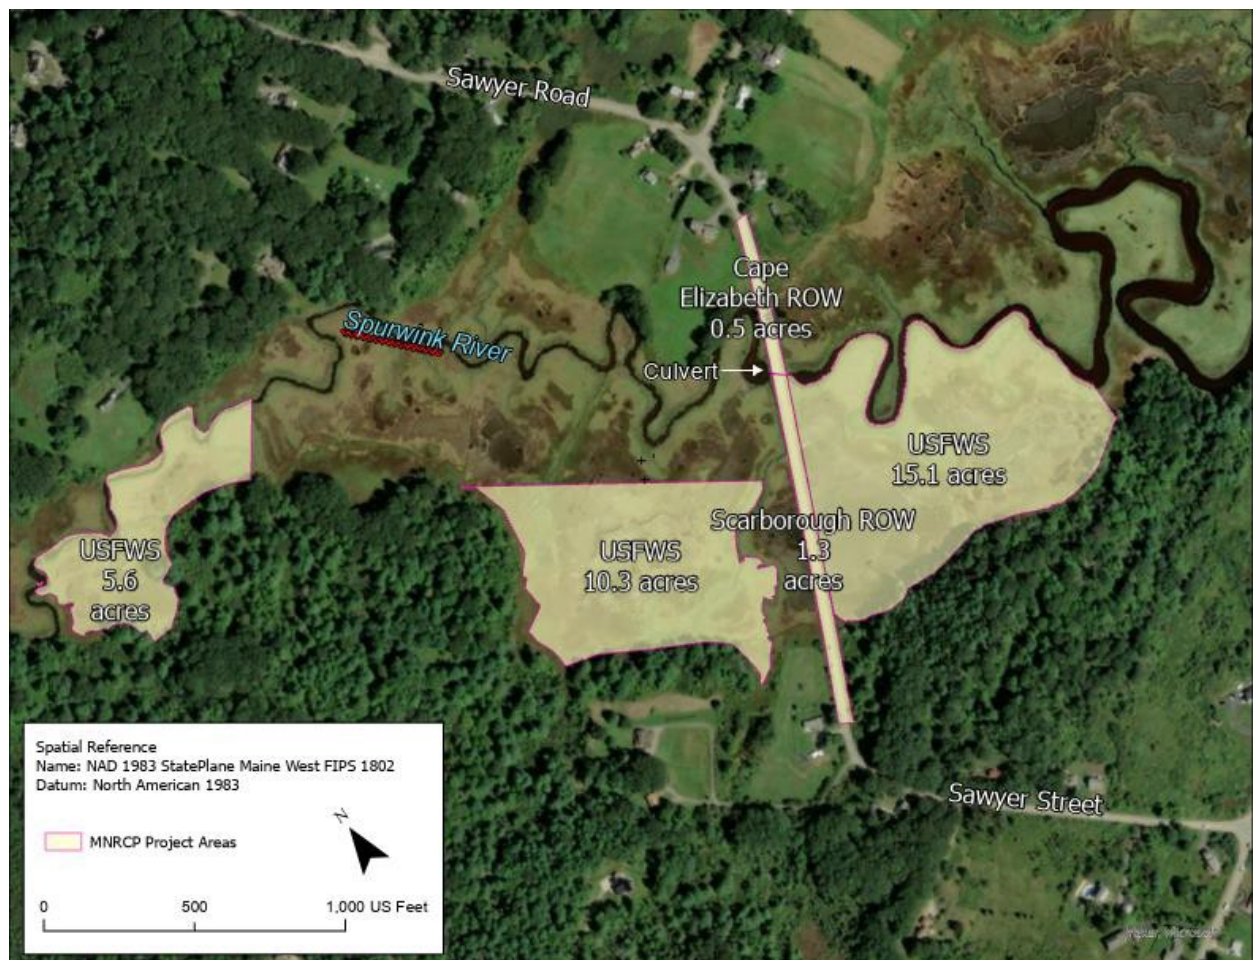 Sawyer Road
Cape
Elizabeth ROW
0.5 acres
Spurwink River
Culvert
USFWS
15.1 acres
Scarborough ROW
1.3
acres
USFWS
10.3 acres
USFWS
5.6
acres
Sawyer Street
Spatial Reference
Name: NAD 1983 StatePlane Maine West FIPS 1802
Datum: North American 1983
N
MNRCP Project Areas
0 500 1,000 US Feet
Microsoft